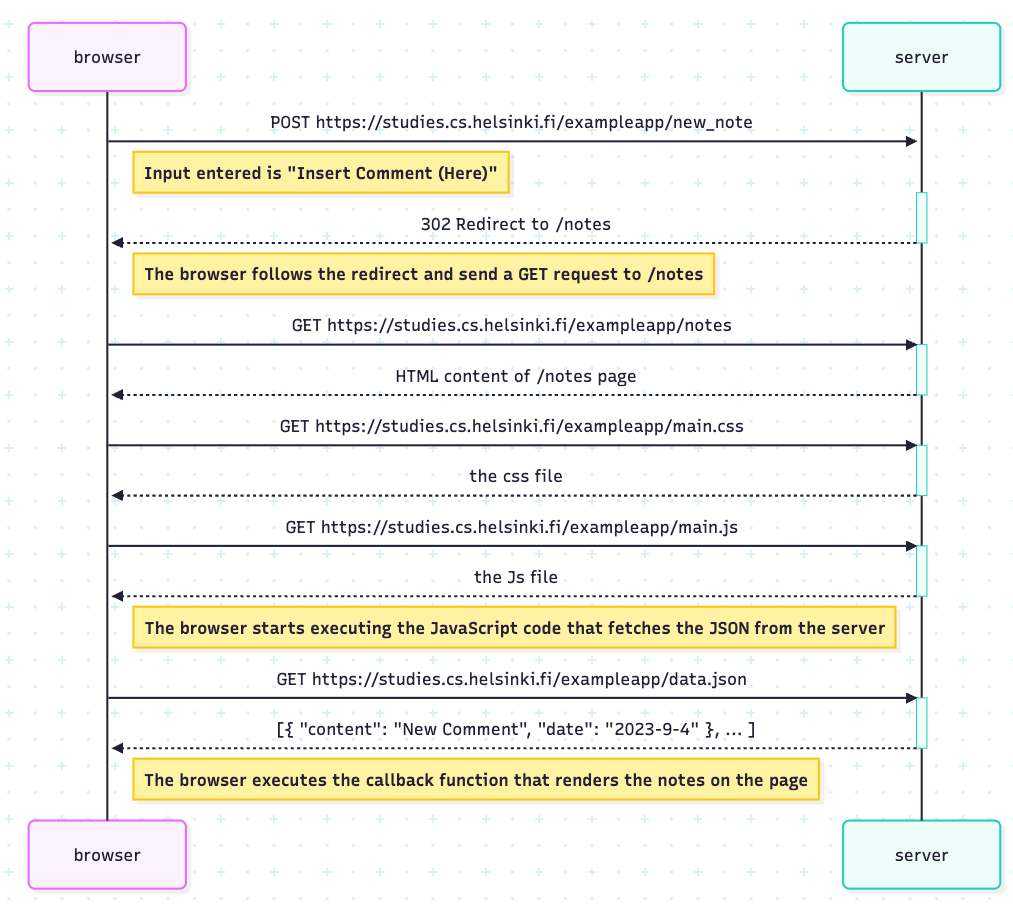 browser
server
POST https://studies.cs.helsinki.fi/exampleapp/new_note
Input entered is "Insert Comment (Here)"
302 Redirect to /notes
The browser follows the redirect and send a GET request to /notes
GET https://studies.cs.helsinki.fi/exampleapp/notes
HTML content of /notes page
GET https://studies.cs.helsinki.fi/exampleapp/main.css
the css file
GET https://studies.cs.helsinki.fi/exampleapp/main.js
the Js file
The browser starts executing the JavaScript code that fetches the JSON from the server
GET https://studies.cs.helsinki.fi/exampleapp/data.json
[{ "content": "New Comment", "date": "2023-9-4" }, ... ]
The browser executes the callback function that renders the notes on the page
browser
server